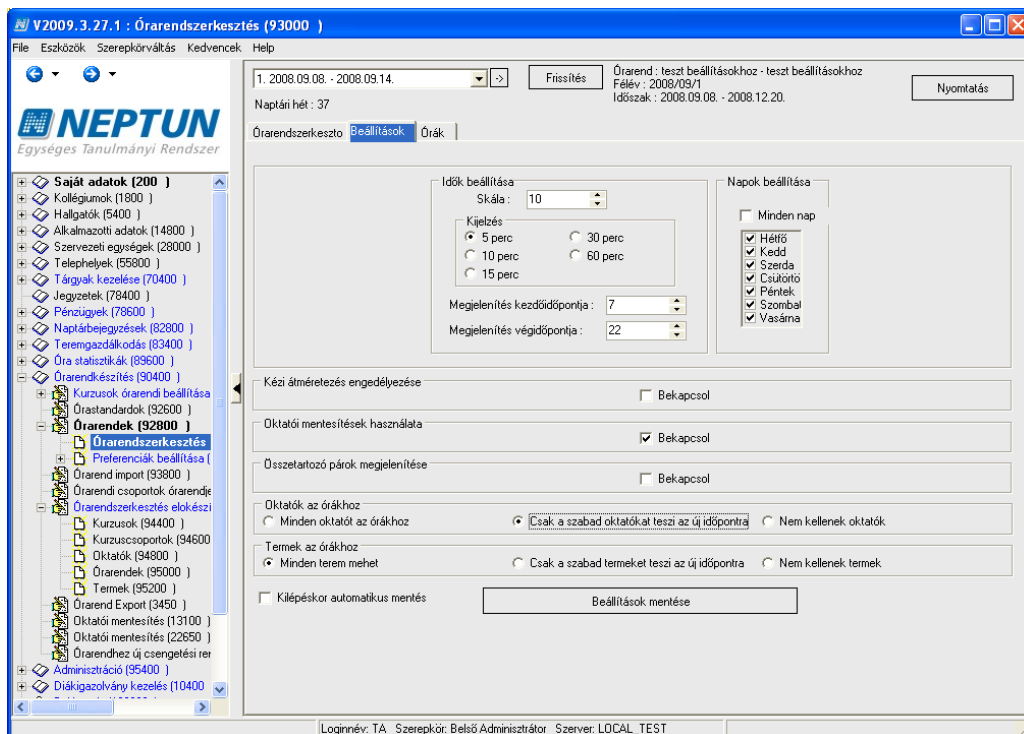 V2009.3.27.1 : Órarendszerkesztés (93000 )
File Eszközök Szerepkörváltás Kedvencek Help
1. 2008.09.08. - 2008.09.14.
->
Frissítés
Órarend : teszt beállításokhoz - teszt beállításokhoz
Félév : 2008/09/1
Időszak : 2008.09.08. - 2008.12.20.
Nyomtatás
Naptári hét : 37
NEPTUN
Egységes Tanulmányi Rendszer
Órarendszerkeszto Beállítások Órák
Saját adatok (200 )
Kollégiumok (1800 )
Hallgatók (5400 )
Alkalmazotti adatok (14800 )
Szervezeti egységek (28000 )
Telephelyek (55800 )
Tárgyak kezelése (70400 )
Jegyzetek (78400 )
Pénzügyek (78600 )
Naptárbejegyzések (82800 )
Teremgazdálkodás (83400 )
Óra statisztikák (89600 )
Órarendkészítés (90400 )
Kurzusok órarendi beállítása
Órastandardok (92600 )
Órarendek (92800 )
Órarendszerkesztés
Preferenciák beállítása (
Órarend import (93800 )
Órarendi csoportok órarendje
Órarendszerkesztés elokészí
Kurzusok (94400 )
Kurzuscsoportok (94600
Oktatók (94800 )
Órarendek (95000 )
Termek (95200 )
Órarend Export (3450 )
Oktatói mentesítés (13100 )
Oktatói mentesítés (22650 )
Órarendhez új csengetési rer
Adminisztráció (95400 )
Diákigazolvány kezelés (10400
Idők beállítása
Skála : 10
Kijelzés
5 perc 30 perc
10 perc 60 perc
15 perc
Megjelenítés kezdőidőpontja : 7
Megjelenítés végidőpontja : 22
Napok beállítása
Minden nap
Hétfő
Kedd
Szerda
Csütörtö
Péntek
Szombat
Vasárna
Kézi átméretezés engedélyezése
Bekapcsol
Oktatói mentesítések használata
Bekapcsol
Összetartozó párok megjelenítése
Bekapcsol
Oktatók az órákhoz
Minden oktatót az órákhoz Csak a szabad oktatókat teszi az új időpontra Nem kellenek oktatók
Termek az órákhoz
Minden terem mehet Csak a szabad termeket teszi az új időpontra Nem kellenek termek
Kilépéskor automatikus mentés Beállítások mentése
Loginnév: TA Szerepkör: Belső Adminisztrátor Szerver: LOCAL_TEST